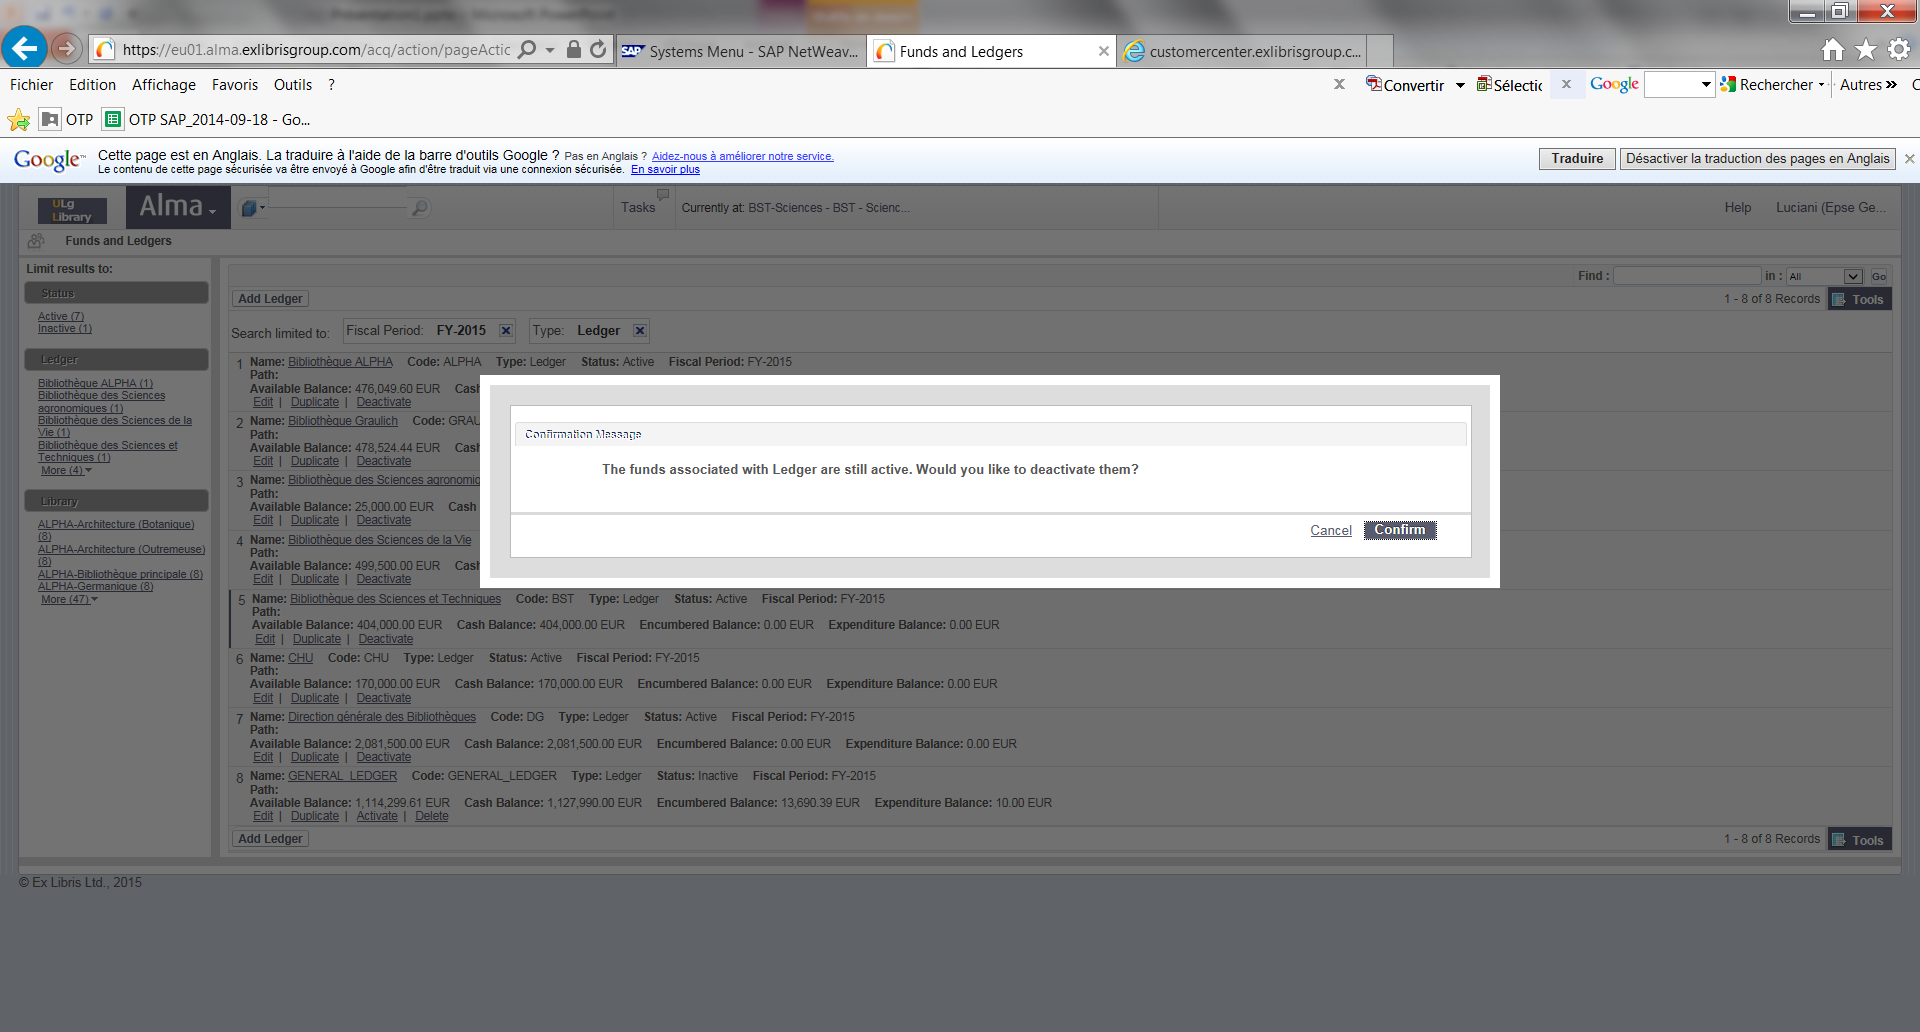 https://eu01.alma.exlibrisgroup.com/acq/action/pageActic
SAP Systems Menu - SAP NetWeav...
Funds and Ledgers
customercenter.exlibrisgroup.c...
Fichier Edition Affichage Favoris Outils ?
x Convertir Sélectic x Google Rechercher Autres »
OTP OTP SAP_2014-09-18 - Go...
Google™ Cette page est en Anglais. La traduire à l'aide de la barre d'outils Google ? Pas en Anglais ? Aidez-nous à améliorer notre service.
Le contenu de cette page sécurisée va être envoyé à Google afin d'être traduit via une connexion sécurisée. En savoir plus
Traduire Désactiver la traduction des pages en Anglais
ULg Library
Alma
Tasks Currently at: BST-Sciences - BST - Scienc...
Help Luciani (Epse Ge...
Funds and Ledgers
Limit results to:
Status
Active (7)
Inactive (1)
Ledger
Bibliothèque ALPHA (1)
Bibliothèque des Sciences
agronomiques (1)
Bibliothèque des Sciences de la
Vie (1)
Bibliothèque des Sciences et
Techniques (1)
More (4)
Library
ALPHA-Architecture (Botanique)
(8)
ALPHA-Architecture (Outremeuse)
(8)
ALPHA-Bibliothèque principale (8)
ALPHA-Germanique (8)
More (47)
Find : in : All Go
Add Ledger
1 - 8 of 8 Records Tools
Search limited to: Fiscal Period: FY-2015 Type: Ledger
1 Name: Bibliothèque ALPHA Code: ALPHA Type: Ledger Status: Active Fiscal Period: FY-2015
Path:
Available Balance: 476,049.60 EUR Cash
Edit | Duplicate | Deactivate
2 Name: Bibliothèque Graulich Code: GRAU
Path:
Available Balance: 478,524.44 EUR Cash
Edit | Duplicate | Deactivate
3 Name: Bibliothèque des Sciences agronomiq
Path:
Available Balance: 25,000.00 EUR Cash
Edit | Duplicate | Deactivate
4 Name: Bibliothèque des Sciences de la Vie
Path:
Available Balance: 499,500.00 EUR Cash
Edit | Duplicate | Deactivate
Confirmation Message
The funds associated with Ledger are still active. Would you like to deactivate them?
Cancel Confirm
5 Name: Bibliothèque des Sciences et Techniques Code: BST Type: Ledger Status: Active Fiscal Period: FY-2015
Path:
Available Balance: 404,000.00 EUR Cash Balance: 404,000.00 EUR Encumbered Balance: 0.00 EUR Expenditure Balance: 0.00 EUR
Edit | Duplicate | Deactivate
6 Name: CHU Code: CHU Type: Ledger Status: Active Fiscal Period: FY-2015
Path:
Available Balance: 170,000.00 EUR Cash Balance: 170,000.00 EUR Encumbered Balance: 0.00 EUR Expenditure Balance: 0.00 EUR
Edit | Duplicate | Deactivate
7 Name: Direction générale des Bibliothèques Code: DG Type: Ledger Status: Active Fiscal Period: FY-2015
Path:
Available Balance: 2,081,500.00 EUR Cash Balance: 2,081,500.00 EUR Encumbered Balance: 0.00 EUR Expenditure Balance: 0.00 EUR
Edit | Duplicate | Deactivate
8 Name: GENERAL_LEDGER Code: GENERAL_LEDGER Type: Ledger Status: Inactive Fiscal Period: FY-2015
Path:
Available Balance: 1,114,299.61 EUR Cash Balance: 1,127,990.00 EUR Encumbered Balance: 13,690.39 EUR Expenditure Balance: 10.00 EUR
Edit | Duplicate | Activate | Delete
Add Ledger
1 - 8 of 8 Records Tools
© Ex Libris Ltd., 2015